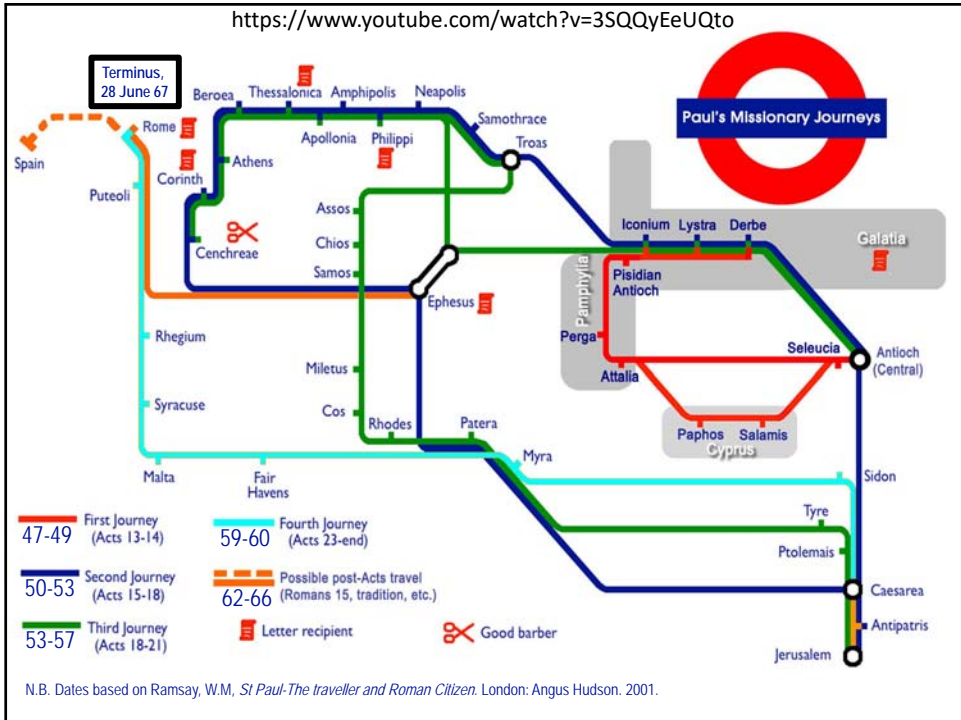 https://www.youtube.com/watch?v=3SQQyEeUQto
Terminus,
28 June 67
Paul's Missionary Journeys
Beroea
Thessalonica
Amphipolis
Neapolis
Rome
Samothrace
Spain
Apollonia
Philippi
Troas
Athens
Corinth
Puteoli
Assos
Iconium
Lystra
Derbe
Galatia
Cenchreae
Chios
Samos
Pamphylia
Pisidian
Antioch
Ephesus
Rhegium
Perga
Seleucia
Antioch
(Central)
Miletus
Attalia
Syracuse
Cos
Rhodes
Patera
Paphos
Salamis
Cyprus
Malta
Fair
Havens
Myra
Sidon
Tyre
Ptolemais
Caesarea
Antipatris
Jerusalem
First Journey
47-49 (Acts 13-14)
Fourth Journey
59-60 (Acts 23-end)
Second Journey
50-53 (Acts 15-18)
Possible post-Acts travel
62-66 (Romans 15, tradition, etc.)
Third Journey
53-57 (Acts 18-21)
Letter recipient
Good barber
N.B. Dates based on Ramsay, W.M, St Paul-The traveller and Roman Citizen. London: Angus Hudson. 2001.